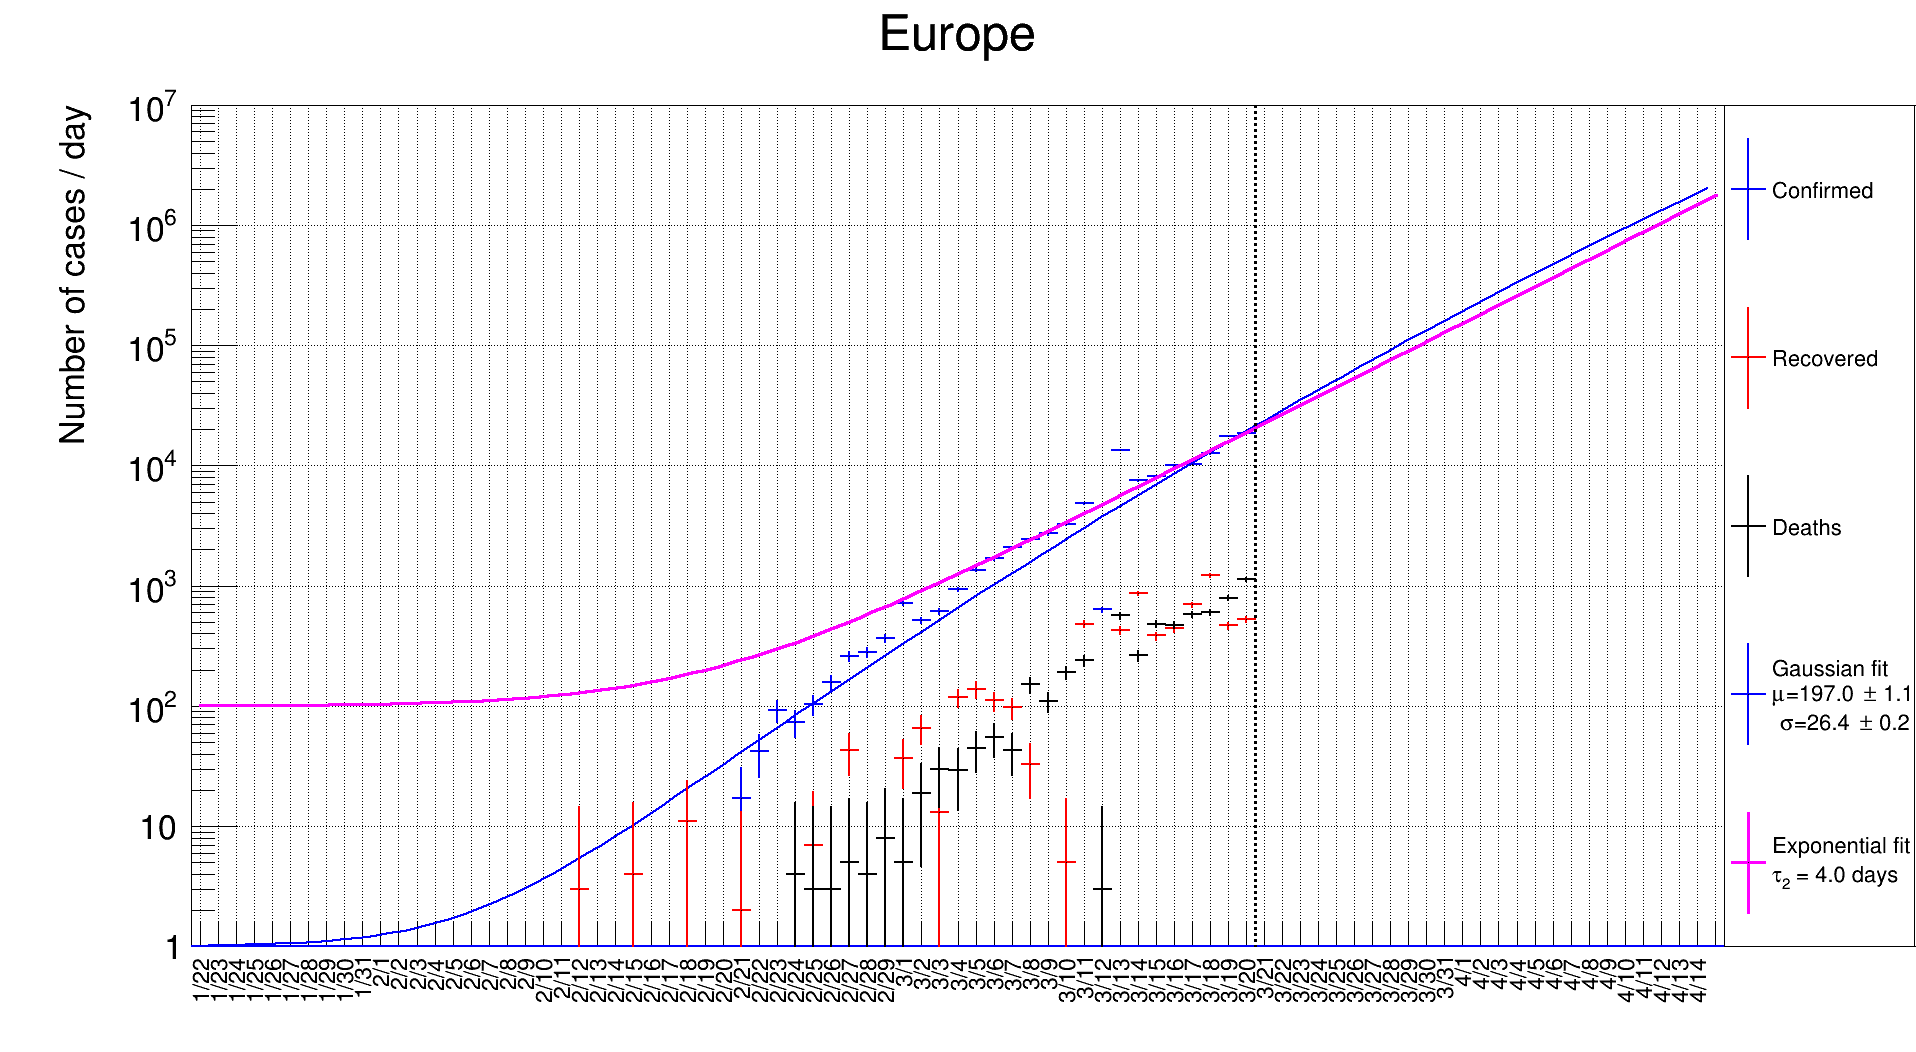 Europe
Number of cases / day
10^7
10^6
10^5
10^4
10^3
10^2
10
1
1/22 1/23 1/24 1/25 1/26 1/27 1/28 1/29 1/30 1/31 2/1 2/2 2/3 2/4 2/5 2/6 2/7 2/8 2/9 2/10 2/11 2/12 2/13 2/14 2/15 2/16 2/17 2/18 2/19 2/20 2/21 2/22 2/23 2/24 2/25 2/26 2/27 2/28 2/29 3/1 3/2 3/3 3/4 3/5 3/6 3/7 3/8 3/9 3/10 3/11 3/12 3/13 3/14 3/15 3/16 3/17 3/18 3/19 3/20 3/21 3/22 3/23 3/24 3/25 3/26 3/27 3/28 3/29 3/30 3/31 4/1 4/2 4/3 4/4 4/5 4/6 4/7 4/8 4/9 4/10 4/11 4/12 4/13 4/14
Confirmed
Recovered
Deaths
Gaussian fit
μ=197.0 ± 1.1
σ=26.4 ± 0.2
Exponential fit
τ₂ = 4.0 days